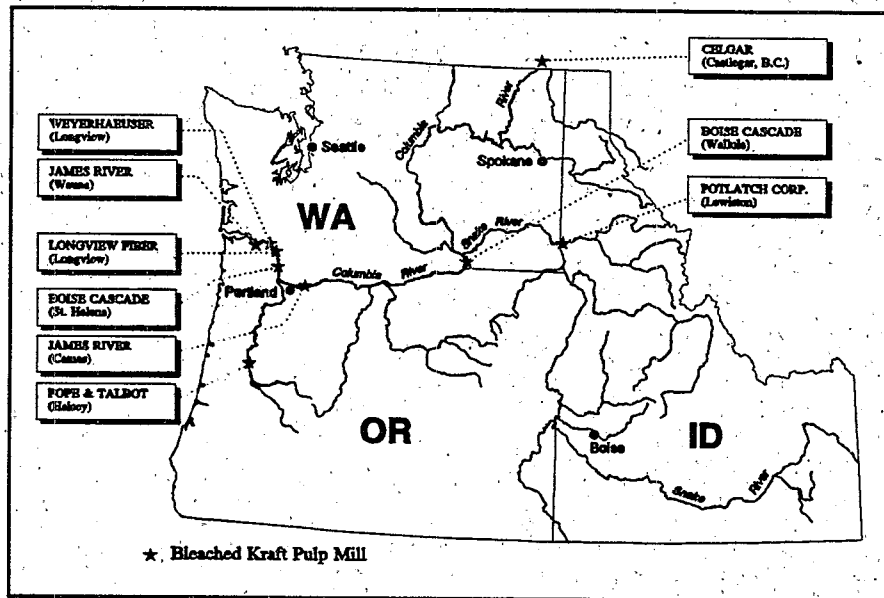 CELGAR
(Castlegar, B.C.)
WEYERHAEUSER
(Longview)
BOISE CASCADE
(Wallula)
JAMES RIVER
(Wauna)
POTLATCH CORP.
(Lewiston)
LONGVIEW FIBER
(Longview)
BOISE CASCADE
(St. Helens)
JAMES RIVER
(Camas)
POPE & TALBOT
(Halsey)
Seattle
Columbia
River
Spokane
WA
Snake
River
Columbia
River
Portland
OR
ID
Boise
Snake
River
★, Bleached Kraft Pulp Mill